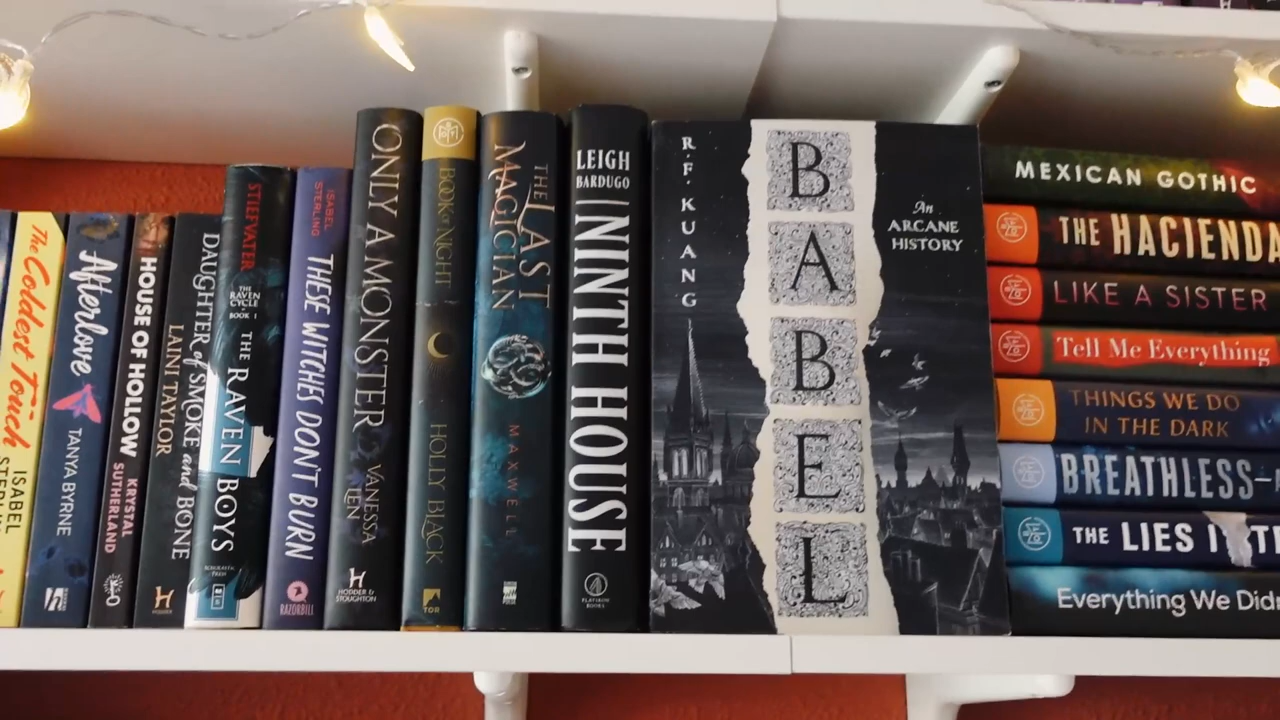 The Coldest Touch
ISABEL
Afterlove
TANYA BYRNE
HOUSE OF HOLLOW
KRYSTAL
SUTHERLAND
DAUGHTER of SMOKE and BONE
LAINI TAYLOR
STIEFVATER
THE
RAVEN
CYCLE
BOOK 1
THE RAVEN BOYS
ISABEL
STERLING
THESE WITCHES DON'T BURN
RAZORBILL
ONLY A MONSTER
VANESSA
LEN
HODDER &
STOUGHTON
BOOK of NIGHT
HOLLY BLACK
TOR
THE LAST
MAGICIAN
MAXWELL
LEIGH
BARDUGO
NINTH HOUSE
FLATIRON
BOOKS
R. F. KUANG
BABEL
An
ARCANE
HISTORY
MEXICAN GOTHIC
THE HACIENDA
LIKE A SISTER
Tell Me Everything
THINGS WE DO
IN THE DARK
BREATHLESS
THE LIES I
Everything We Didn